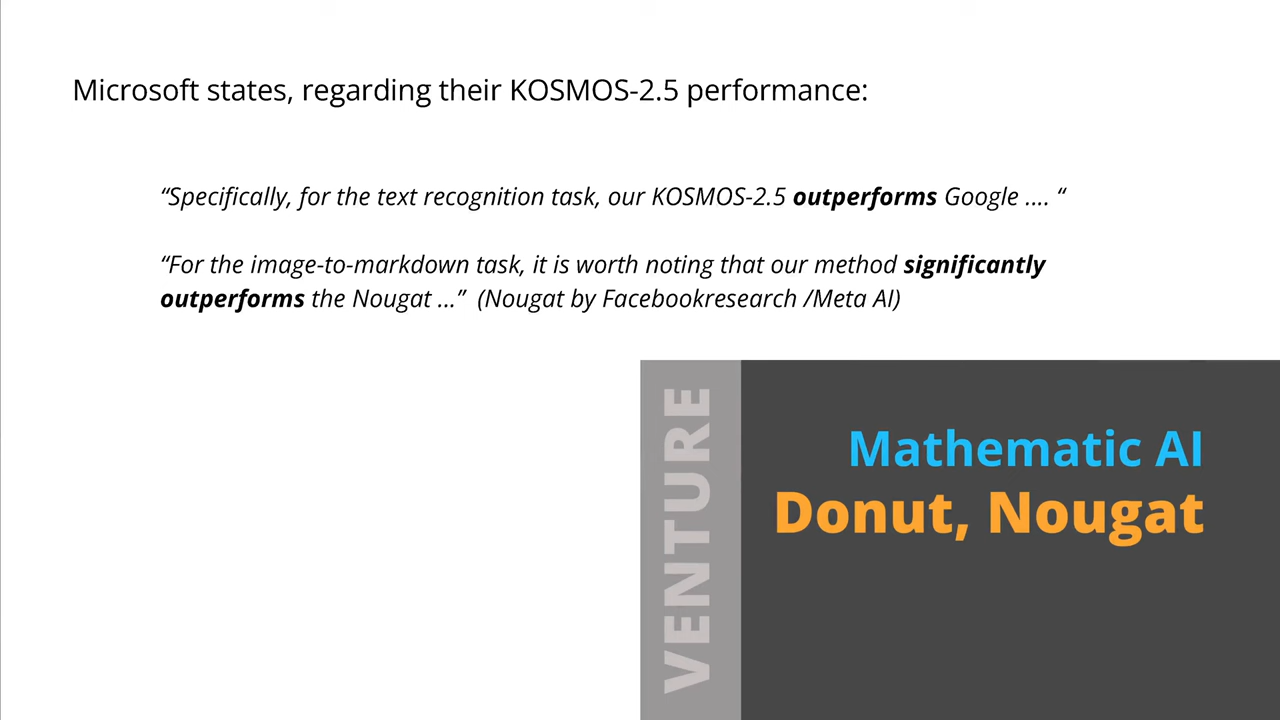 Microsoft states, regarding their KOSMOS-2.5 performance:
“Specifically, for the text recognition task, our KOSMOS-2.5 outperforms Google .... “
“For the image-to-markdown task, it is worth noting that our method significantly
outperforms the Nougat ...” (Nougat by Facebookresearch /Meta AI)
VENTURE
Mathematic AI
Donut, Nougat